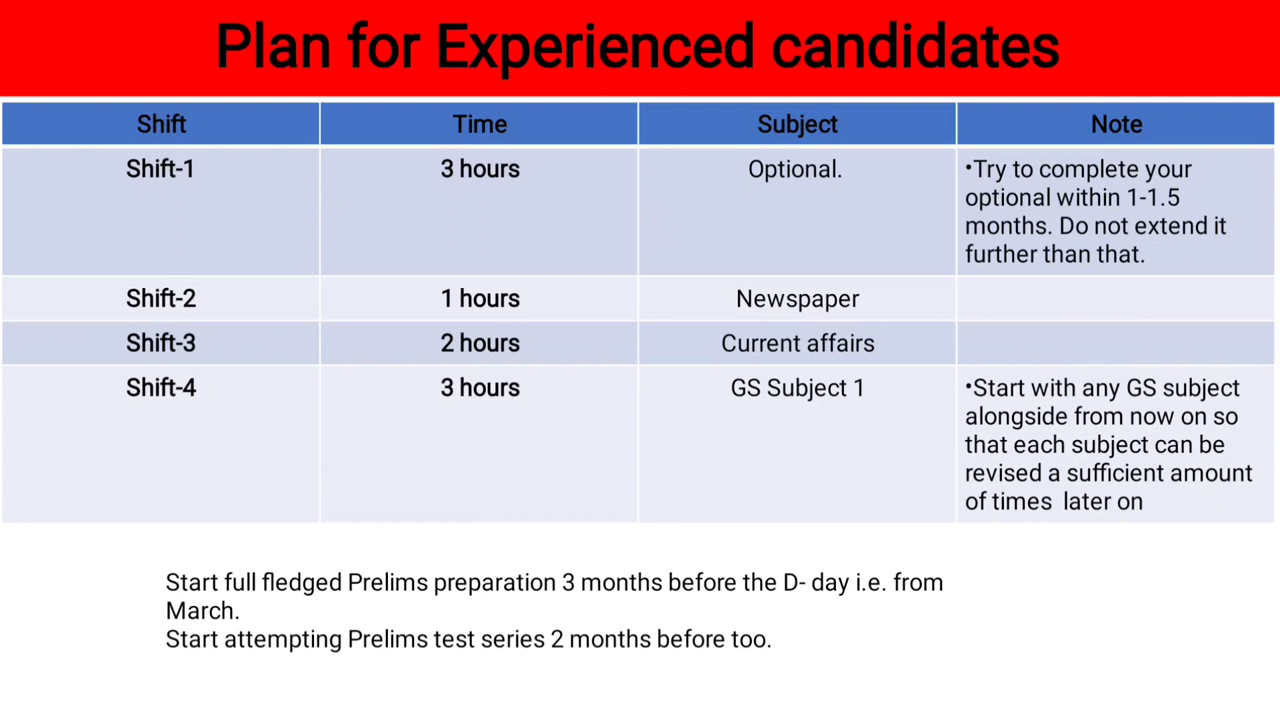 Plan for Experienced candidates
Shift
Time
Subject
Note
Shift-1
3 hours
Optional.
•Try to complete your
optional within 1-1.5
months. Do not extend it
further than that.
Shift-2
1 hours
Newspaper
Shift-3
2 hours
Current affairs
Shift-4
3 hours
GS Subject 1
•Start with any GS subject
alongside from now on so
that each subject can be
revised a sufficient amount
of times  later on
Start full fledged Prelims preparation 3 months before the D- day i.e. from
March.
Start attempting Prelims test series 2 months before too.